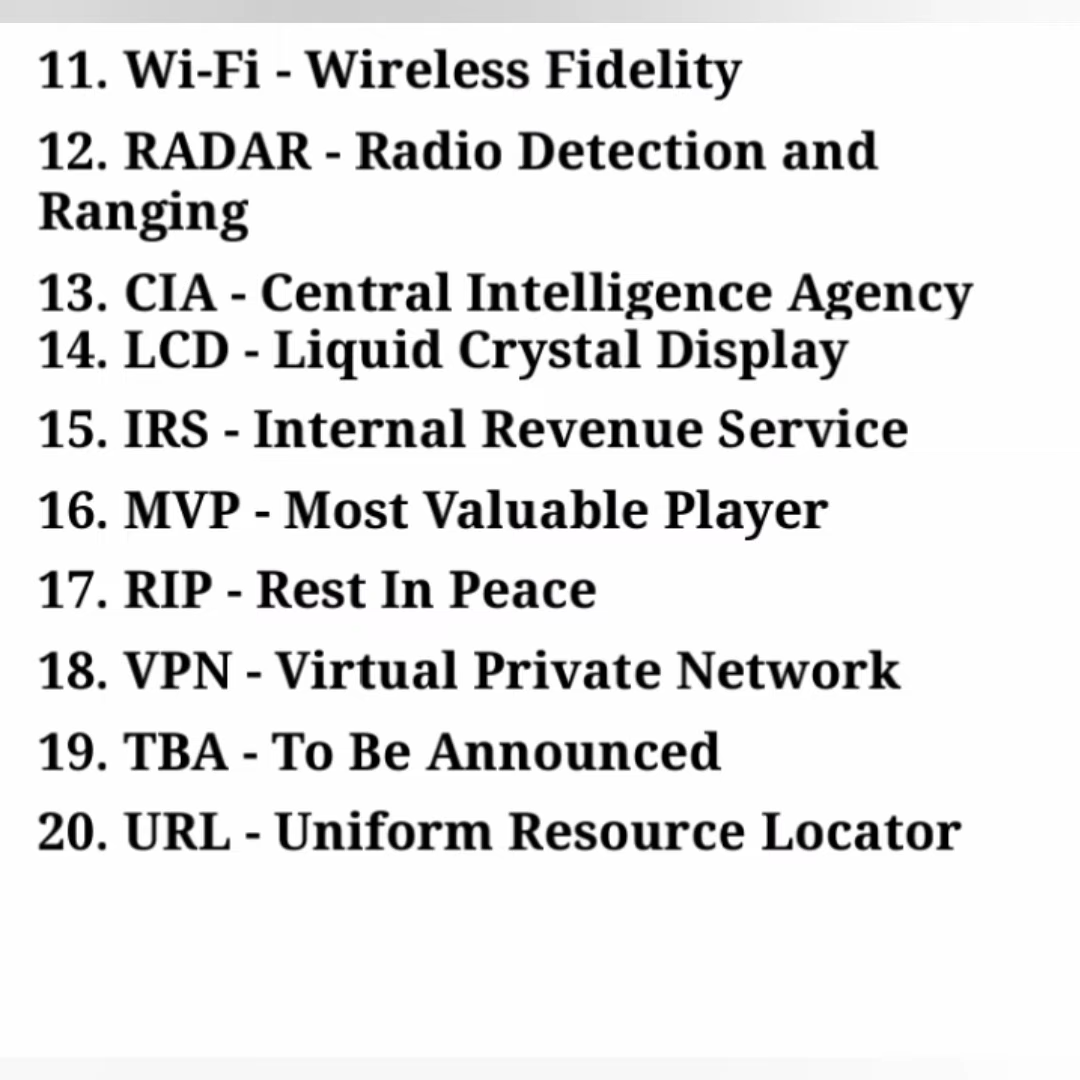 11. Wi-Fi - Wireless Fidelity
12. RADAR - Radio Detection and
Ranging
13. CIA - Central Intelligence Agency
14. LCD - Liquid Crystal Display
15. IRS - Internal Revenue Service
16. MVP - Most Valuable Player
17. RIP - Rest In Peace
18. VPN - Virtual Private Network
19. TBA - To Be Announced
20. URL - Uniform Resource Locator